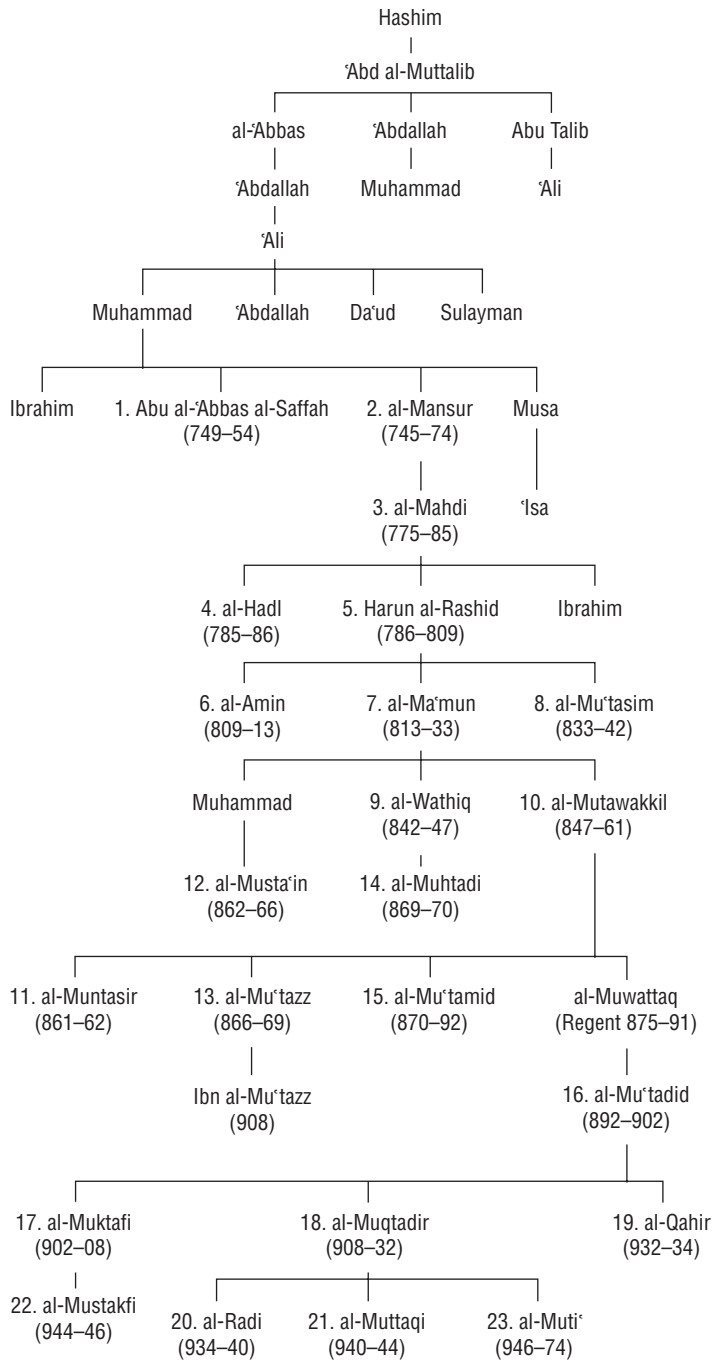 Hashim
ʿAbd al-Muttalib
al-ʿAbbas ʿAbdallah Abu Talib
ʿAbdallah Muhammad ʿAli
ʿAli
Muhammad ʿAbdallah Daʿud Sulayman
Ibrahim 1. Abu al-ʿAbbas al-Saffah 2. al-Mansur Musa
(749–54) (745–74)
3. al-Mahdi ʿIsa
(775–85)
4. al-Hadl 5. Harun al-Rashid Ibrahim
(785–86) (786–809)
6. al-Amin 7. al-Maʿmun 8. al-Muʿtasim
(809–13) (813–33) (833–42)
Muhammad 9. al-Wathiq 10. al-Mutawakkil
(842–47) (847–61)
12. al-Mustaʿin 14. al-Muhtadi
(862–66) (869–70)
11. al-Muntasir 13. al-Muʿtazz 15. al-Muʿtamid al-Muwattaq
(861–62) (866–69) (870–92) (Regent 875–91)
Ibn al-Muʿtazz 16. al-Muʿtadid
(908) (892–902)
17. al-Muktafi 18. al-Muqtadir 19. al-Qahir
(902–08) (908–32) (932–34)
22. al-Mustakfi 20. al-Radi 21. al-Muttaqi 23. al-Mutiʿ
(944–46) (934–40) (940–44) (946–74)